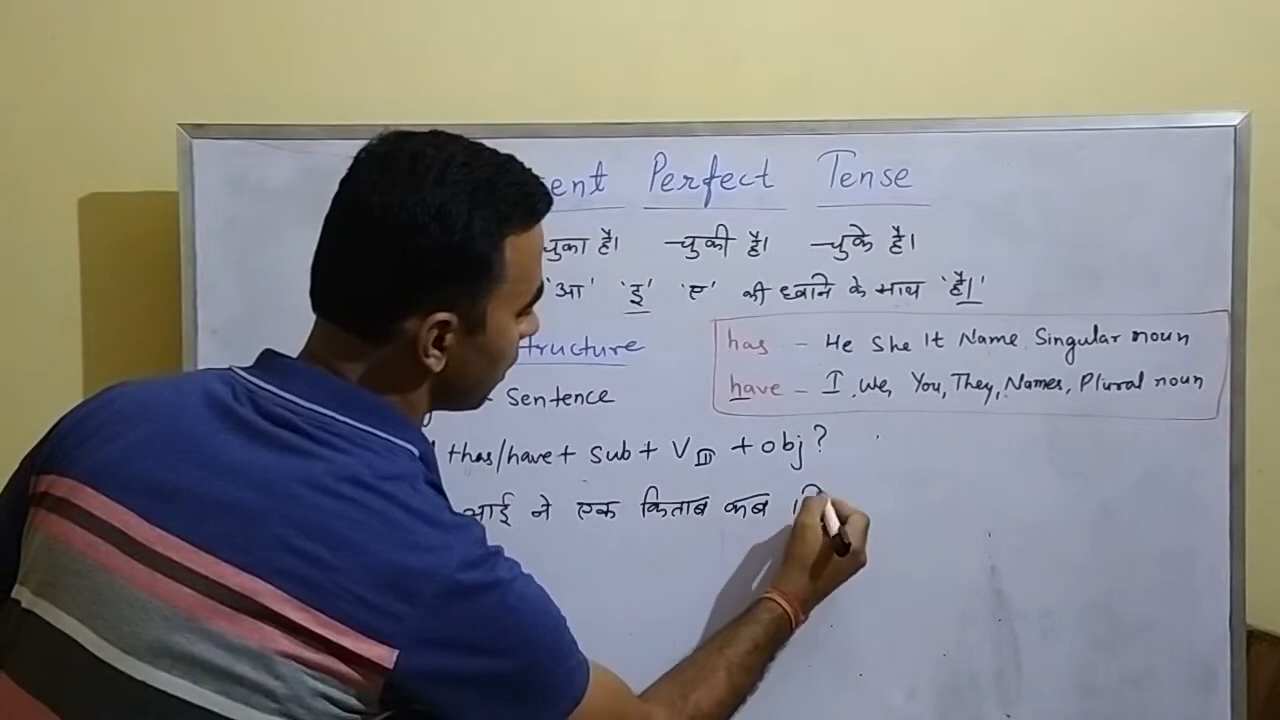 ent Perfect Tense
चुका है। चुकी है। चुके है।
'आ' 'इ' 'ए' की ध्वनि के साथ 'है।'
tructure
has - He She It Name Singular noun
have - I, We, You, They, Names, Plural noun
Sentence
+has/have + Sub + VIII + obj?
भाई ने एक किताब कब